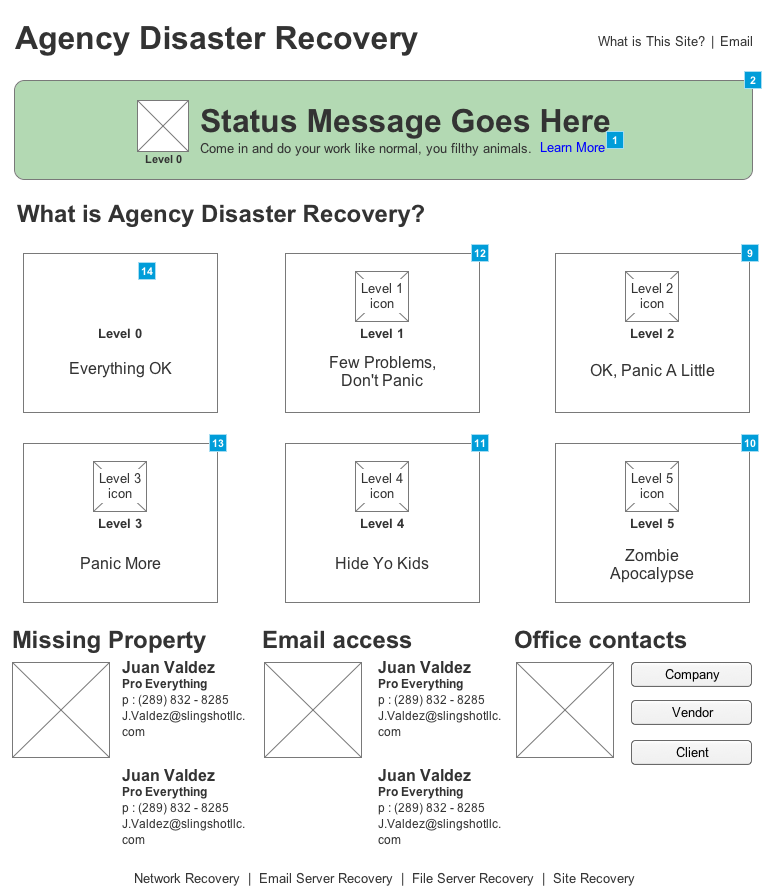 Agency Disaster Recovery
What is This Site? | Email
2
Status Message Goes Here
Level 0
Come in and do your work like normal, you filthy animals. Learn More
1
What is Agency Disaster Recovery?
14
Level 0
Everything OK
12
Level 1
icon
Level 1
Few Problems,
Don't Panic
9
Level 2
icon
Level 2
OK, Panic A Little
13
Level 3
icon
Level 3
Panic More
11
Level 4
icon
Level 4
Hide Yo Kids
10
Level 5
icon
Level 5
Zombie
Apocalypse
Missing Property
Juan Valdez
Pro Everything
p : (289) 832 - 8285
J.Valdez@slingshotllc.
com
Juan Valdez
Pro Everything
p : (289) 832 - 8285
J.Valdez@slingshotllc.
com
Email access
Juan Valdez
Pro Everything
p : (289) 832 - 8285
J.Valdez@slingshotllc.
com
Juan Valdez
Pro Everything
p : (289) 832 - 8285
J.Valdez@slingshotllc.
com
Office contacts
Company
Vendor
Client
Network Recovery | Email Server Recovery | File Server Recovery | Site Recovery